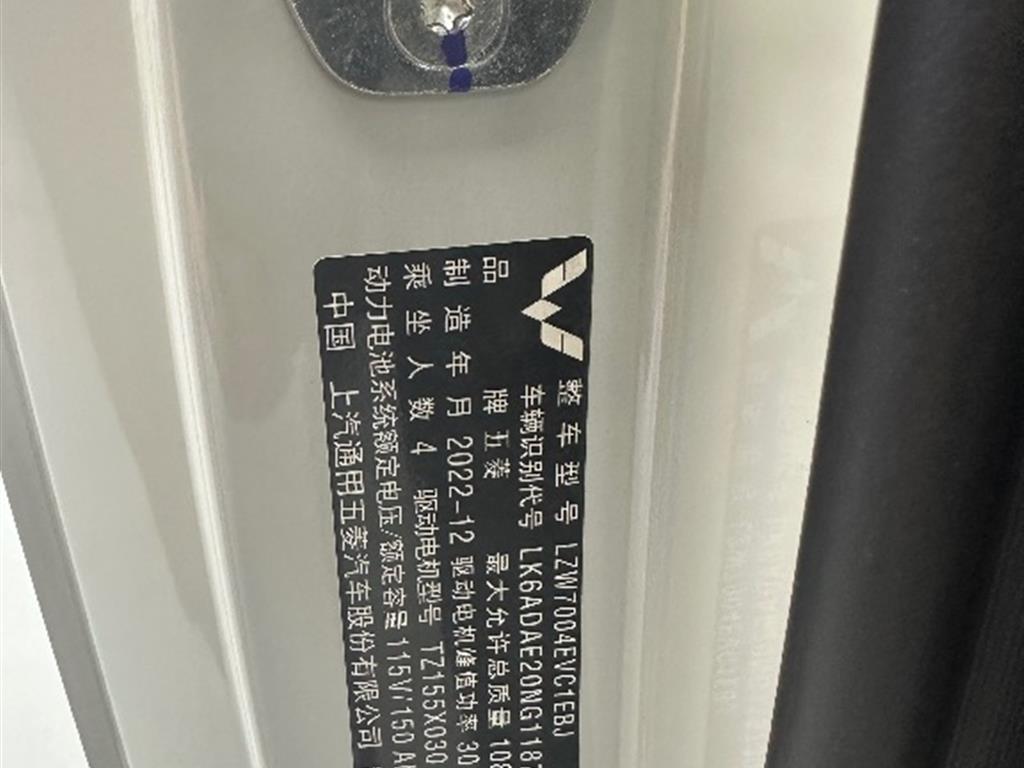 整车型号 LZW7004EVC1EBJ
车辆识别代号 LK6ADAE20NG1187
品牌 五菱 最大允许总质量 108
制造年月 2022-12 驱动电机峰值功率 30
乘坐人数 4 驱动电机型号 TZ155X030
动力电池系统额定电压/额定容量 115V/150 A
中国 上汽通用五菱汽车股份有限公司